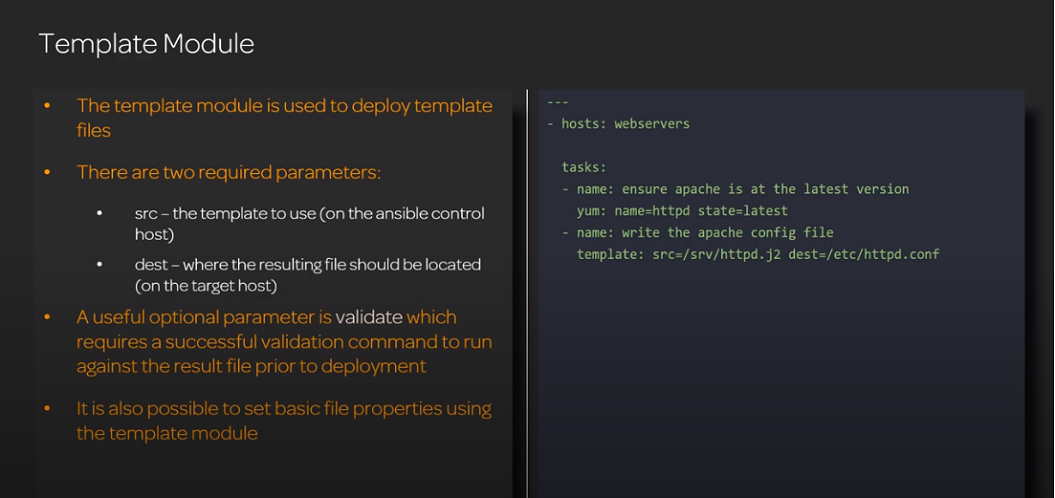 Template Module
• The template module is used to deploy template
files
• There are two required parameters:
• src – the template to use (on the ansible control
host)
• dest – where the resulting file should be located
(on the target host)
• A useful optional parameter is validate which
requires a successful validation command to run
against the result file prior to deployment
• It is also possible to set basic file properties using
the template module
---
- hosts: webservers
tasks:
- name: ensure apache is at the latest version
yum: name=httpd state=latest
- name: write the apache config file
template: src=/srv/httpd.j2 dest=/etc/httpd.conf